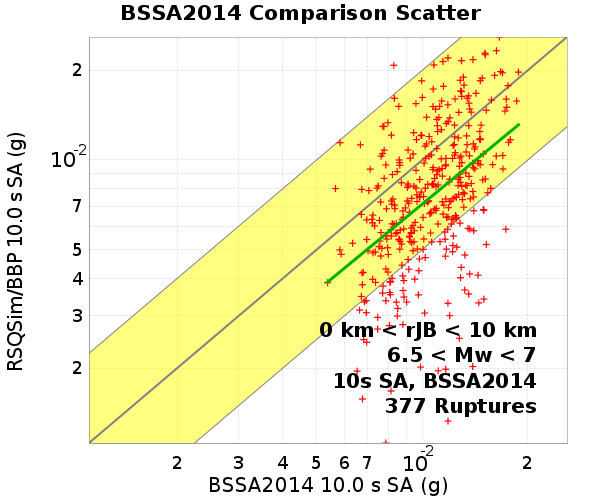 BSSA2014 Comparison Scatter
RSQSim/BBP 10.0 s SA (g)
2
10-2
7
5
4
3
2
0 km < rJB < 10 km
6.5 < Mw < 7
10s SA, BSSA2014
377 Ruptures
2 3 4 5 6 7 10-2 2
BSSA2014 10.0 s SA (g)